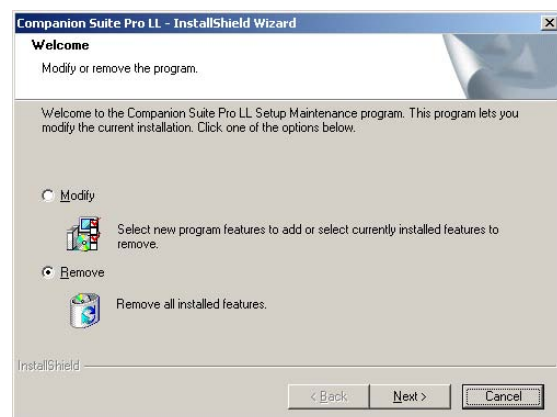 Companion Suite Pro LL - InstallShield Wizard
Welcome
Modify or remove the program.
Welcome to the Companion Suite Pro LL Setup Maintenance program. This program lets you
modify the current installation. Click one of the options below.
Modify
Select new program features to add or select currently installed features to
remove.
Remove
Remove all installed features.
InstallShield
< Back Next > Cancel